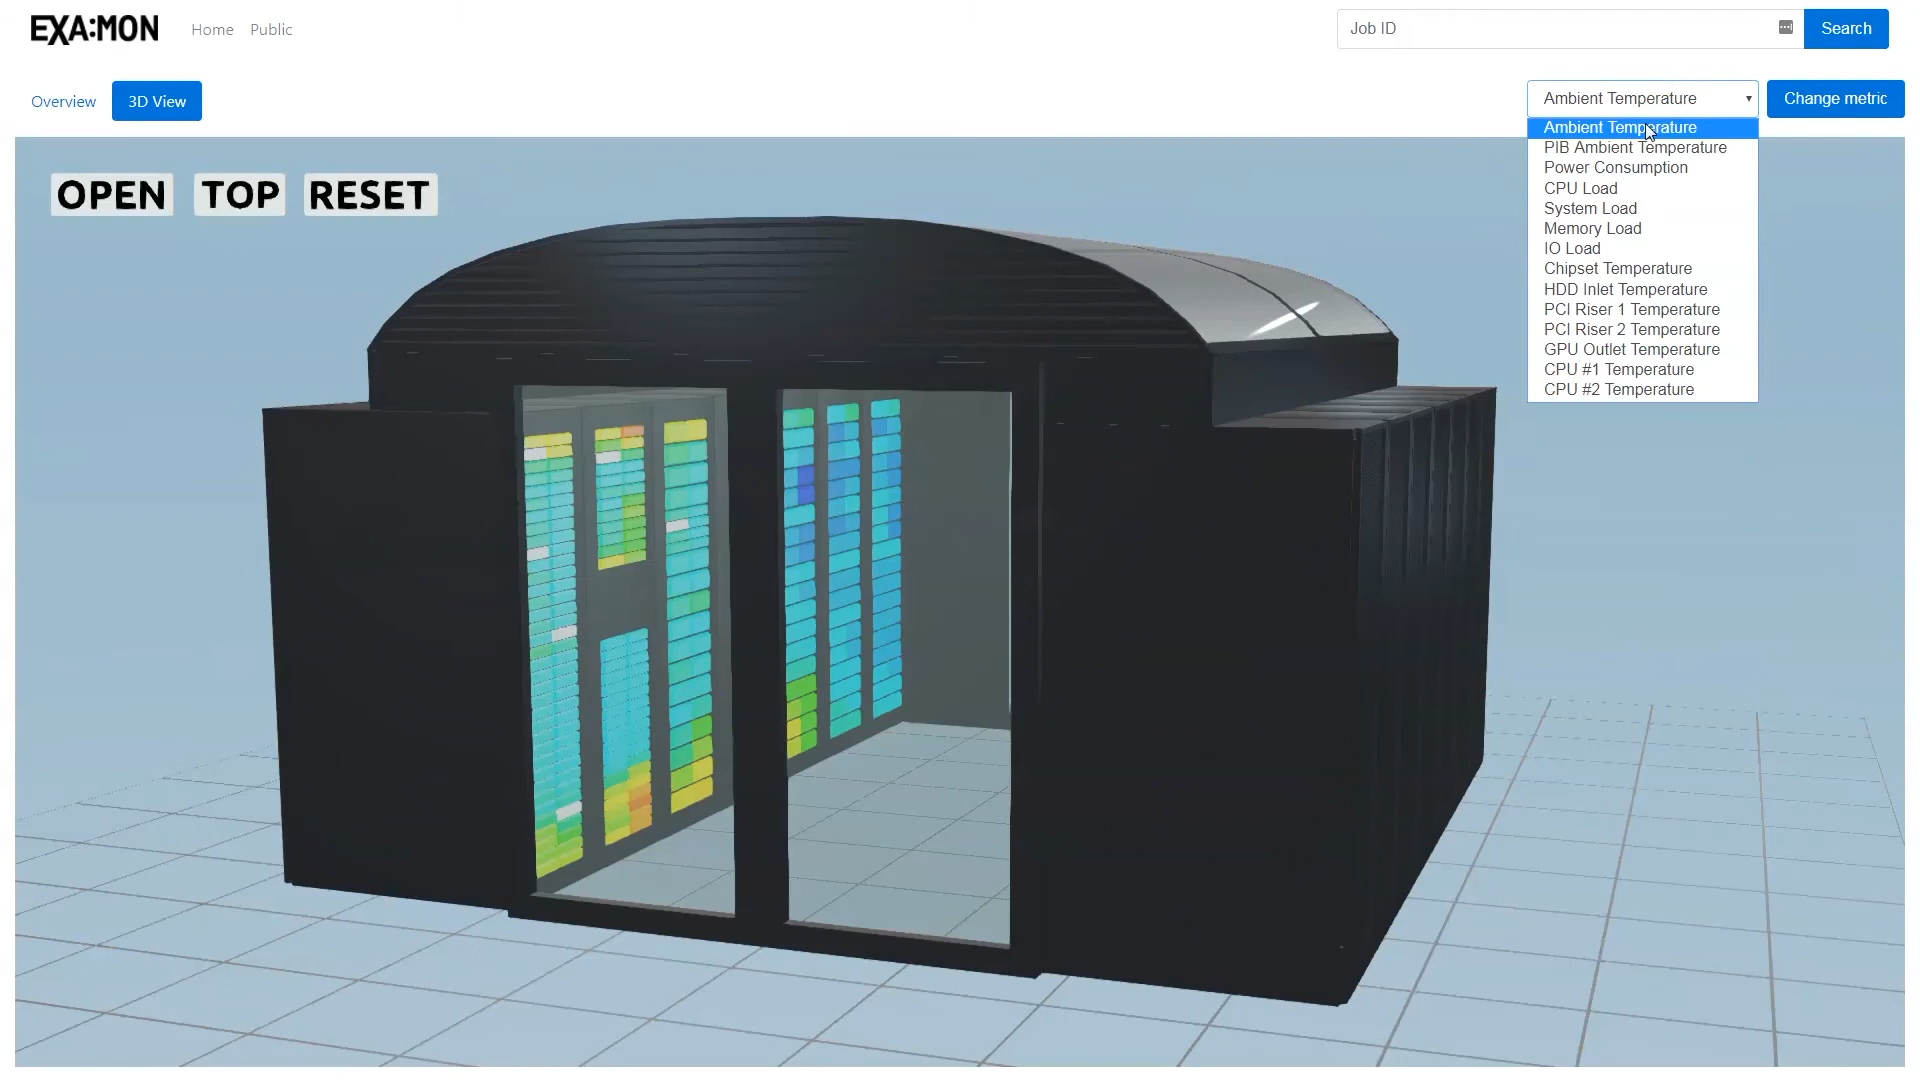 EXA:MON
Home
Public
Job ID
Search
Overview
3D View
Ambient Temperature
Change metric
Ambient Temperature
PIB Ambient Temperature
Power Consumption
CPU Load
System Load
Memory Load
IO Load
Chipset Temperature
HDD Inlet Temperature
PCI Riser 1 Temperature
PCI Riser 2 Temperature
GPU Outlet Temperature
CPU #1 Temperature
CPU #2 Temperature
OPEN
TOP
RESET